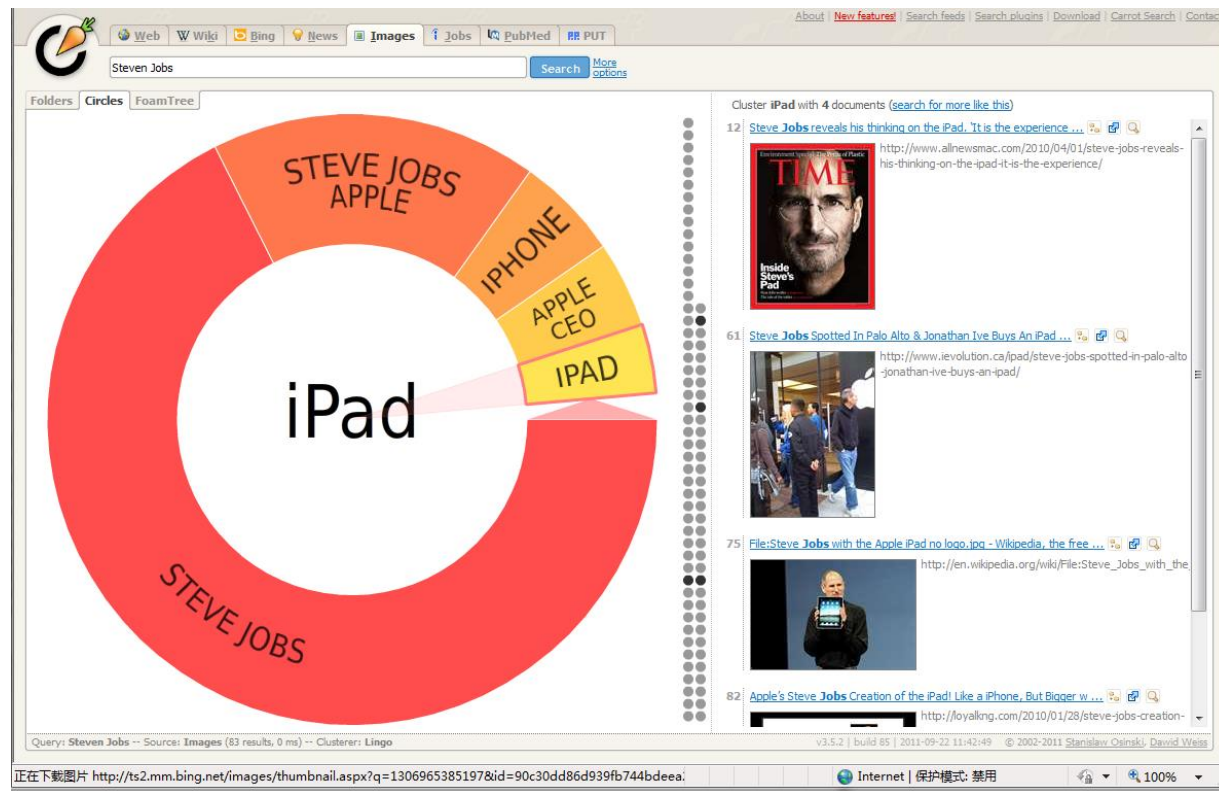 About | New features! | Search feeds | Search plugins | Download | Carrot Search | Contac
Web Wiki Bing News Images Jobs PubMed PUT
Steven Jobs
Search
More options
Folders Circles FoamTree
STEVE JOBS
APPLE
IPHONE
APPLE
CEO
IPAD
iPad
STEVE JOBS
Cluster iPad with 4 documents (search for more like this)
12 Steve Jobs reveals his thinking on the iPad. 'It is the experience ...
http://www.allnewsmac.com/2010/04/01/steve-jobs-reveals-
his-thinking-on-the-ipad-it-is-the-experience/
TIME
Inside
Steve's
Pad
61 Steve Jobs Spotted In Palo Alto & Jonathan Ive Buys An iPad ...
http://www.ievolution.ca/ipad/steve-jobs-spotted-in-palo-alto
-jonathan-ive-buys-an-ipad/
75 File:Steve Jobs with the Apple iPad no logo.jpg - Wikipedia, the free ...
http://en.wikipedia.org/wiki/File:Steve_Jobs_with_the_
82 Apple's Steve Jobs Creation of the iPad! Like a iPhone, But Bigger w ...
http://loyalkng.com/2010/01/28/steve-jobs-creation-
Query: Steven Jobs -- Source: Images (83 results, 0 ms) -- Clusterer: Lingo
v3.5.2 | build 85 | 2011-09-22 11:42:49 © 2002-2011 Stanislaw Osinski, Dawid Weiss
正在下载图片 http://ts2.mm.bing.net/images/thumbnail.aspx?q=1306965385197&id=90c30dd86d939fb744bdeea.
Internet | 保护模式: 禁用
100%